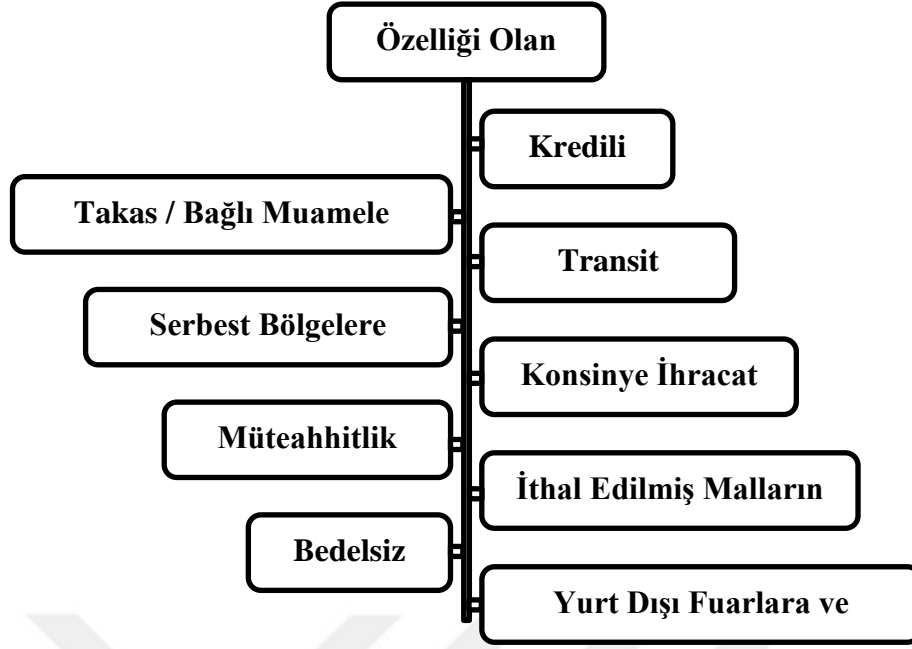 Özelliği Olan
Kredili
Takas / Bağlı Muamele
Transit
Serbest Bölgelere
Konsinye İhracat
Müteahhitlik
İthal Edilmiş Malların
Bedelsiz
Yurt Dışı Fuarlara ve